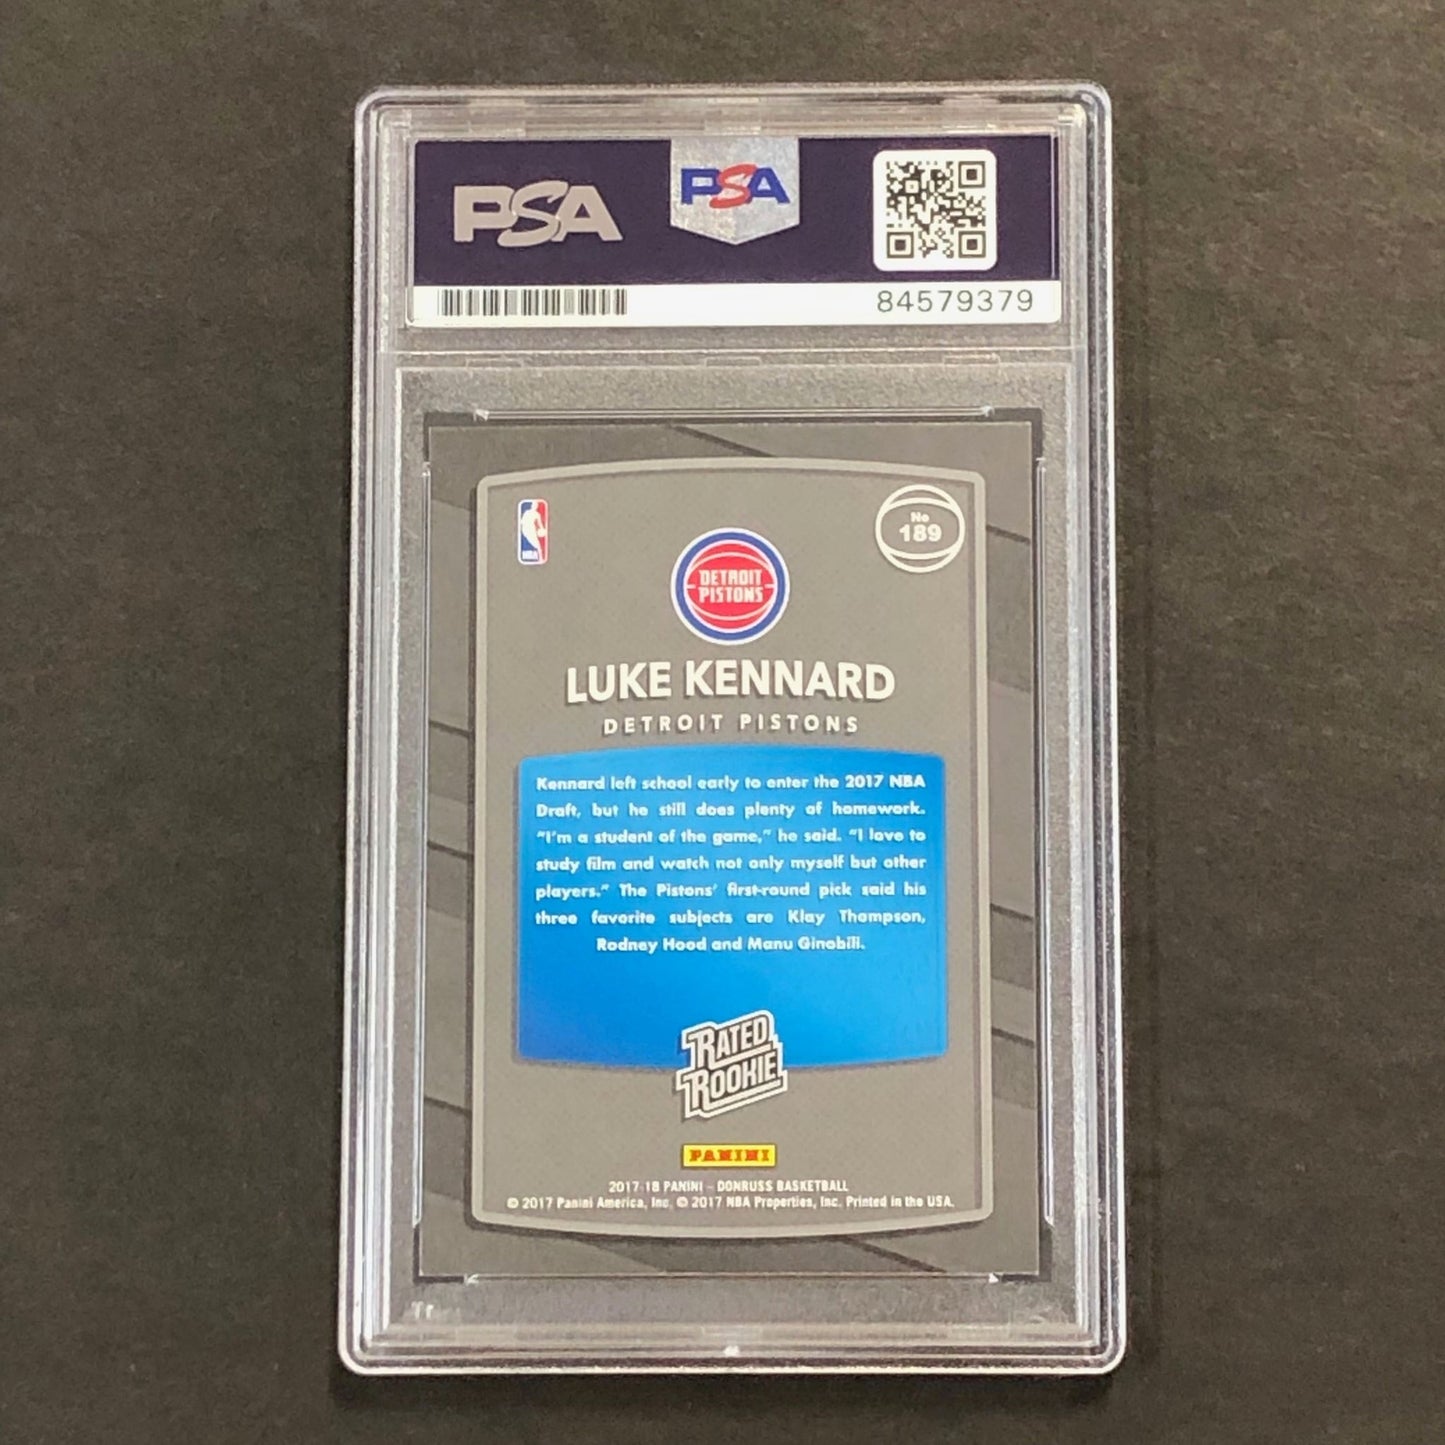 PSA PSA
84579379
NBA
No
189
DETROIT
PISTONS
LUKE KENNARD
DETROIT PISTONS
Kennard left school early to enter the 2017 NBA
Draft, but he still does plenty of homework.
"I'm a student of the game," he said. "I love to
study film and watch not only myself but other
players." The Pistons' first-round pick said his
three favorite subjects are Klay Thompson,
Rodney Hood and Manu Ginobili.
RATED
ROOKIE
PANINI
2017-18 PANINI – DONRUSS BASKETBALL
© 2017 Panini America, Inc. © 2017 NBA Properties, Inc. Printed in the USA.